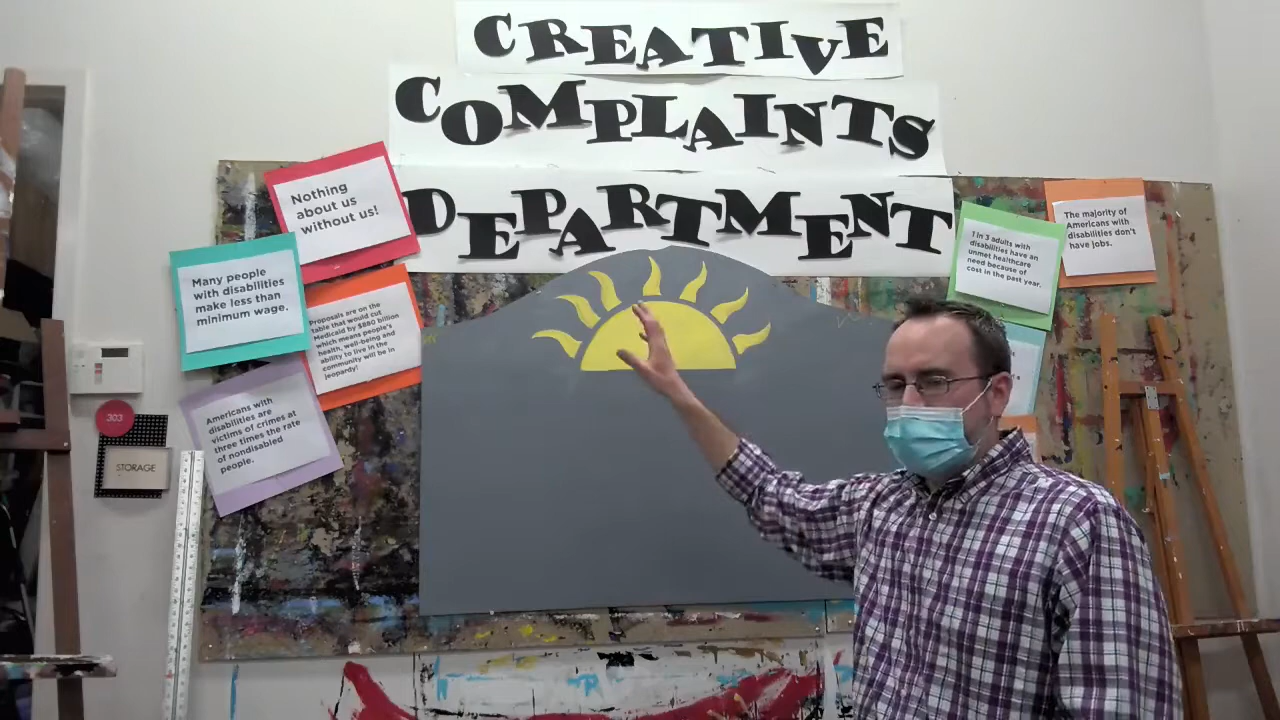 CREATIVE
COMPLAINTS
DEPARTMENT
Nothing
about us
without us!
Many people
with disabilities
make less than
minimum wage.
Proposals are on the
table that would cut
Medicaid by $880 billion
which means people's
health, well-being and
ability to live in the
community will be in
jeopardy!
Americans with
disabilities are
victims of crimes at
three times the rate
of nondisabled
people.
1 in 3 adults with
disabilities have an
unmet healthcare
need because of
cost in the past year.
The majority of
Americans with
disabilities don't
have jobs.
303
STORAGE